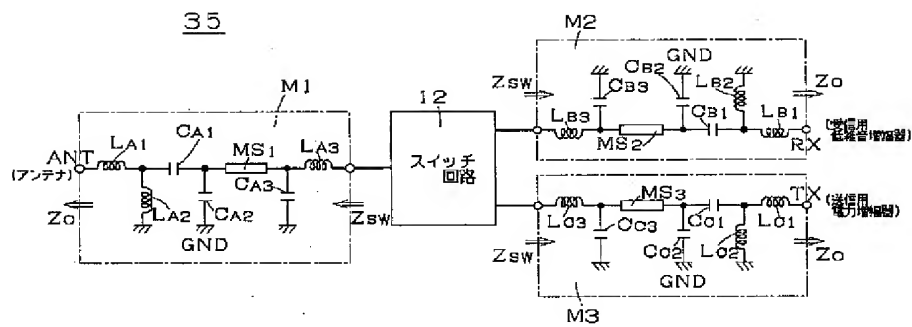 35
M1
ANT
(アンテナ)
LA1
CA1
MS1
LA3
LA2
CA2
CA3
GND
Zo
Zsw
12
スイッチ
回路
M2
GND
Zsw
CB3
CB2
LB2
Zo
LB3
MS2
CB1
LB1
RX
(受信用
低雑音増幅器)
MS3
TX
(送信用
電力増幅器)
LC3
CC3
CC1
LC1
CC2
LC2
Zsw
GND
Zo
M3